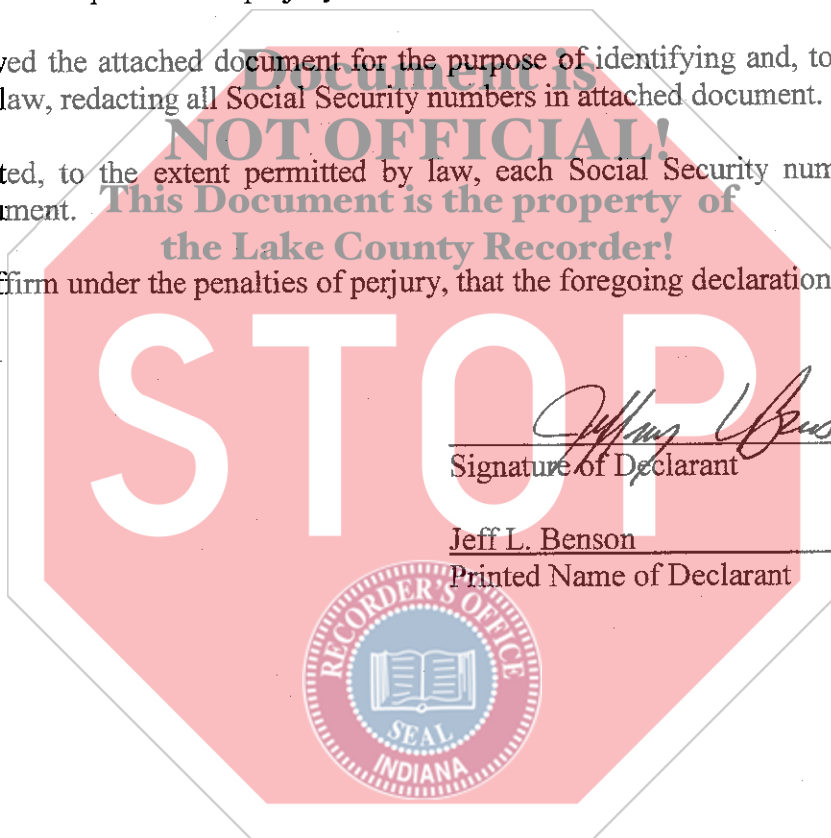 ved the attached document for the purpose of identifying and, to
law, redacting all Social Security numbers in attached document.
ted, to the extent permitted by law, each Social Security num
ument.
ffirm under the penalties of perjury, that the foregoing declaration
Document is
NOT OFFICIAL!
This Document is the property of
the Lake County Recorder!
STOP
Signature of Declarant
Jeff L. Benson
Printed Name of Declarant
RECORDER'S OFFICE
SEAL
INDIANA